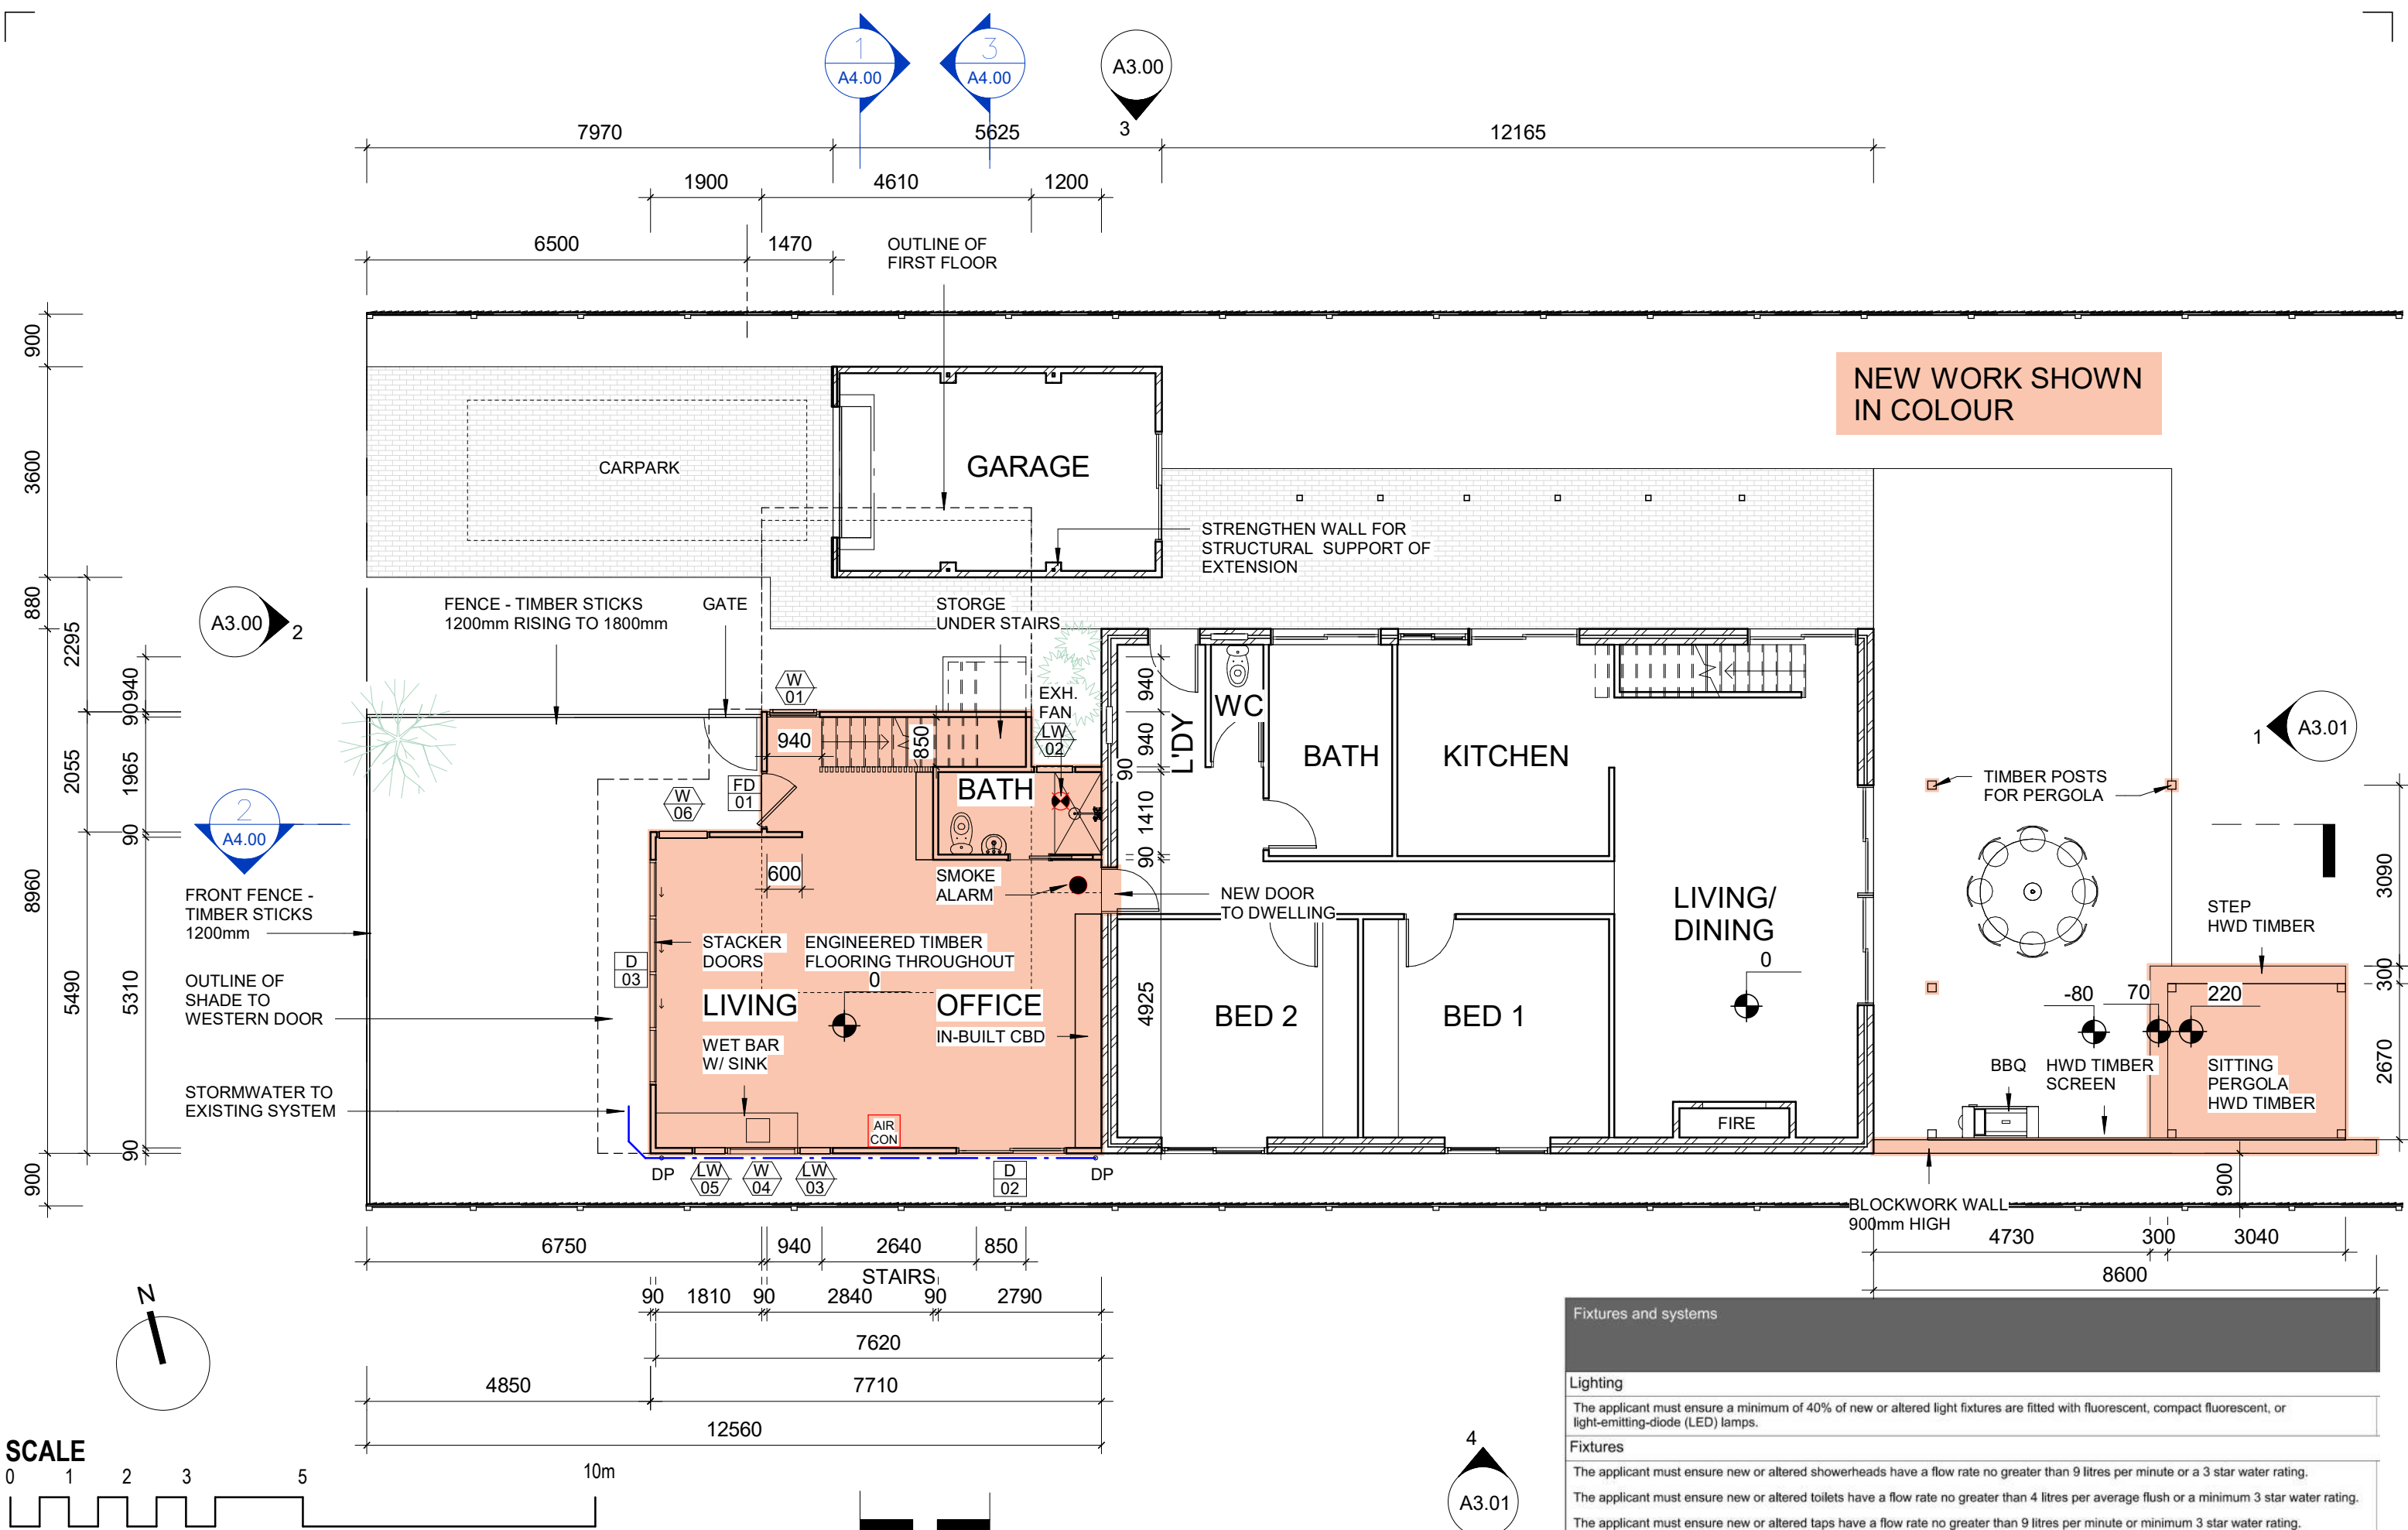 1
A4.00
3
A4.00
A3.00
3
7970
5625
12165
1900
4610
1200
6500
1470
OUTLINE OF
FIRST FLOOR
900
3600
880
8960
900
2295
2055
5490
940
90
1965
90
5310
90
NEW WORK SHOWN
IN COLOUR
CARPARK
GARAGE
STRENGTHEN WALL FOR
STRUCTURAL SUPPORT OF
EXTENSION
A3.00
2
FENCE - TIMBER STICKS
1200mm RISING TO 1800mm
GATE
STORGE
UNDER STAIRS
W
01
EXH.
FAN
LW
02
940
850
940
940
90
1410
90
4925
L'DY
WC
BATH
KITCHEN
1
A3.01
TIMBER POSTS
FOR PERGOLA
BATH
FD
01
W
06
2
A4.00
600
SMOKE
ALARM
NEW DOOR
TO DWELLING
LIVING/
DINING
0
3090
300
2670
FRONT FENCE -
TIMBER STICKS
1200mm
STACKER
DOORS
ENGINEERED TIMBER
FLOORING THROUGHOUT
0
D
03
STEP
HWD TIMBER
OUTLINE OF
SHADE TO
WESTERN DOOR
LIVING
OFFICE
IN-BUILT CBD
BED 2
BED 1
-80
70
220
WET BAR
W/ SINK
BBQ
HWD TIMBER
SCREEN
SITTING
PERGOLA
HWD TIMBER
STORMWATER TO
EXISTING SYSTEM
AIR
CON
FIRE
DP
LW
05
W
04
LW
03
D
02
DP
900
BLOCKWORK WALL
900mm HIGH
6750
940
2640
850
STAIRS
4730
300
3040
8600
90
1810
90
2840
90
2790
7620
4850
7710
12560
N
SCALE
0
1
2
3
5
10m
4
A3.01
Fixtures and systems
Lighting
The applicant must ensure a minimum of 40% of new or altered light fixtures are fitted with fluorescent, compact fluorescent, or
light-emitting-diode (LED) lamps.
Fixtures
The applicant must ensure new or altered showerheads have a flow rate no greater than 9 litres per minute or a 3 star water rating.
The applicant must ensure new or altered toilets have a flow rate no greater than 4 litres per average flush or a minimum 3 star water rating.
The applicant must ensure new or altered taps have a flow rate no greater than 9 litres per minute or minimum 3 star water rating.